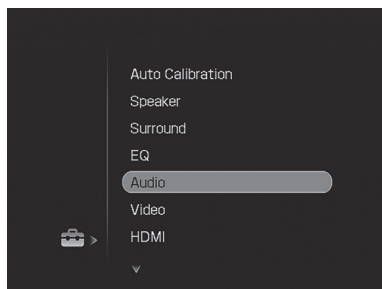 Auto Calibration
Speaker
Surround
EQ
Audio
Video
HDMI